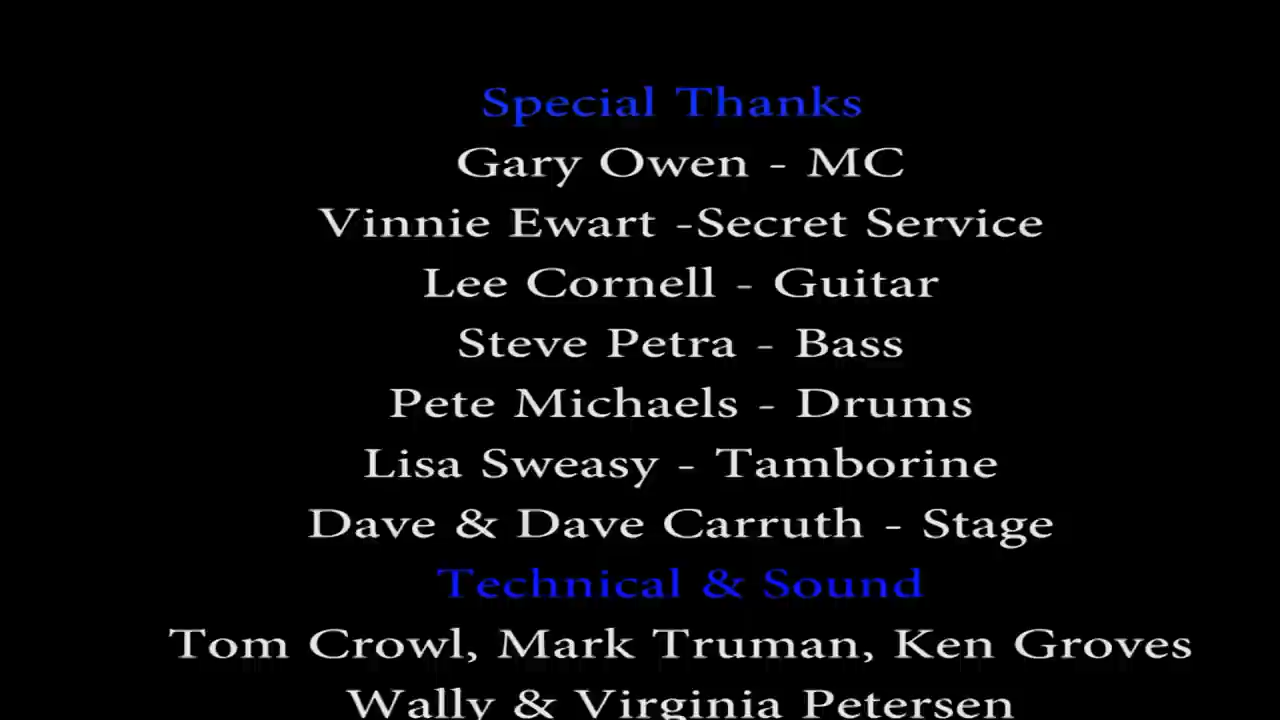 Special Thanks
Gary Owen - MC
Vinnie Ewart -Secret Service
Lee Cornell - Guitar
Steve Petra - Bass
Pete Michaels - Drums
Lisa Sweasy - Tamborine
Dave & Dave Carruth - Stage
Technical & Sound
Tom Crowl, Mark Truman, Ken Groves
Wally & Virginia Petersen